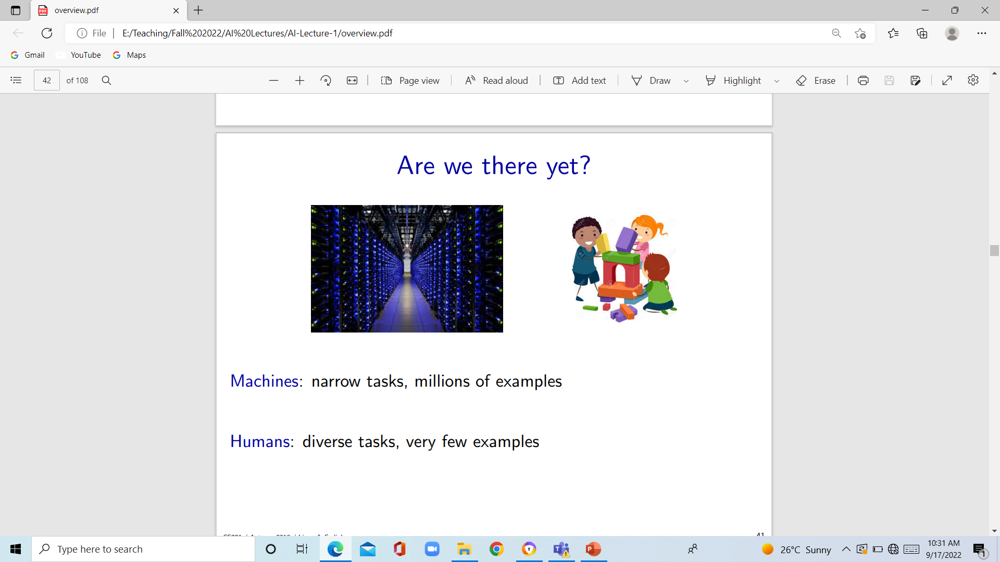 overview.pdf
File
E:/Teaching/Fall%202022/AI%20Lectures/AI-Lecture-1/overview.pdf
Gmail
YouTube
Maps
42
of 108
Page view
Read aloud
Add text
Draw
Highlight
Erase
Are we there yet?
Machines: narrow tasks, millions of examples
Humans: diverse tasks, very few examples
41
Type here to search
26°C Sunny
10:31 AM
9/17/2022
1